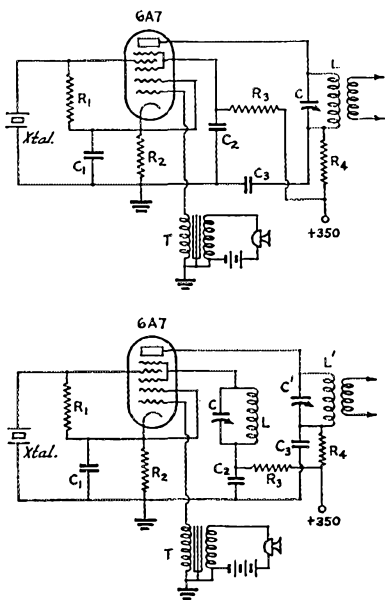 6A7
L
C
R₁
R₃
Xtal.
C₂
C₁
R₂
C₃
R₄
T
+350
6A7
L'
C'
R₁
C
L
Xtal.
C₃
R₄
C₁
R₂
C₂
R₃
+350
T